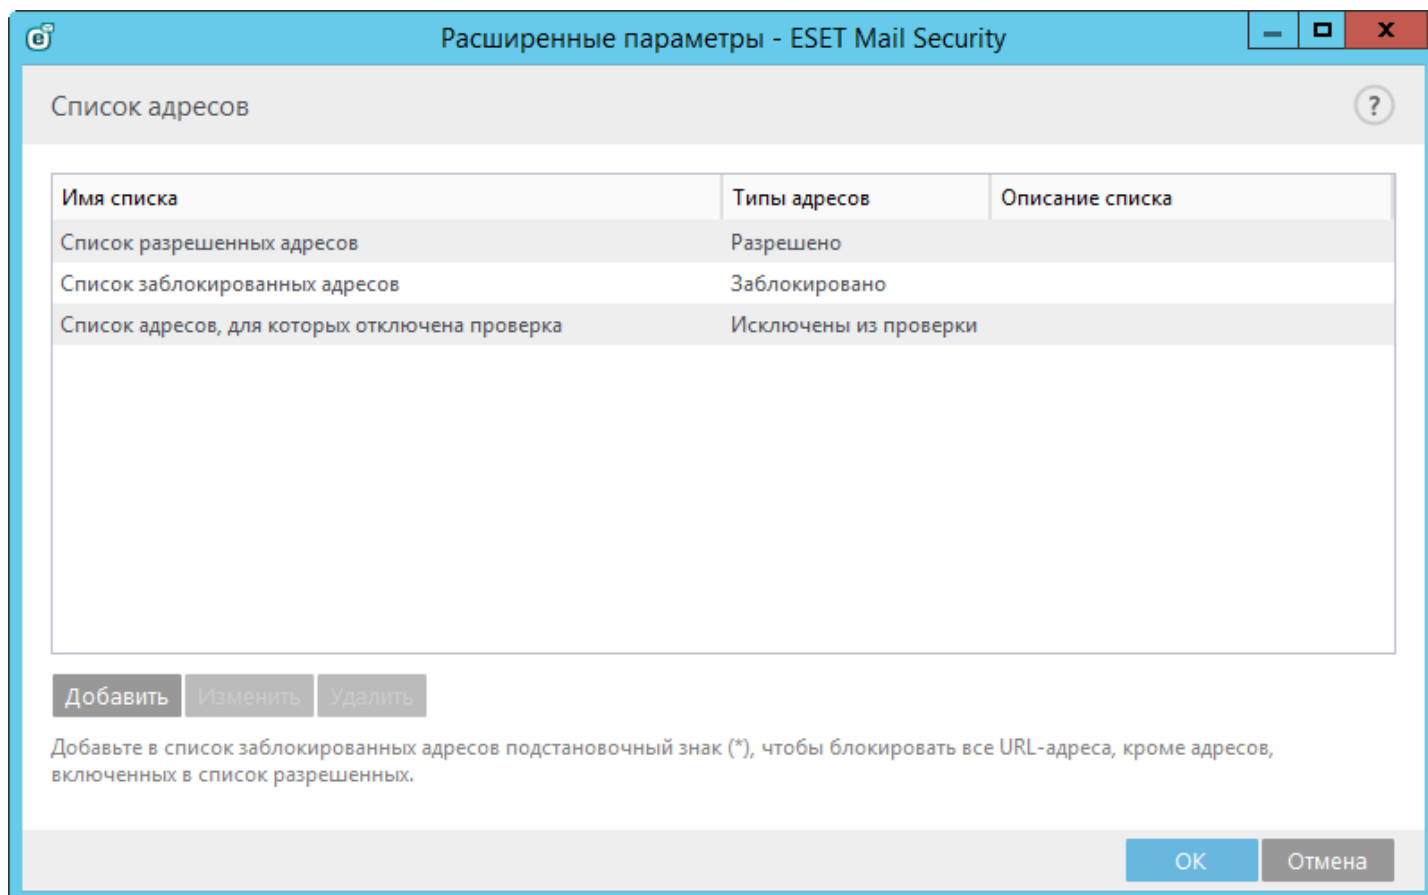 Расширенные параметры - ESET Mail Security
Список адресов
?
Имя списка Типы адресов Описание списка
Список разрешенных адресов Разрешено
Список заблокированных адресов Заблокировано
Список адресов, для которых отключена проверка Исключены из проверки
Добавить Изменить Удалить
Добавьте в список заблокированных адресов подстановочный знак (*), чтобы блокировать все URL-адреса, кроме адресов,
включенных в список разрешенных.
OK Отмена